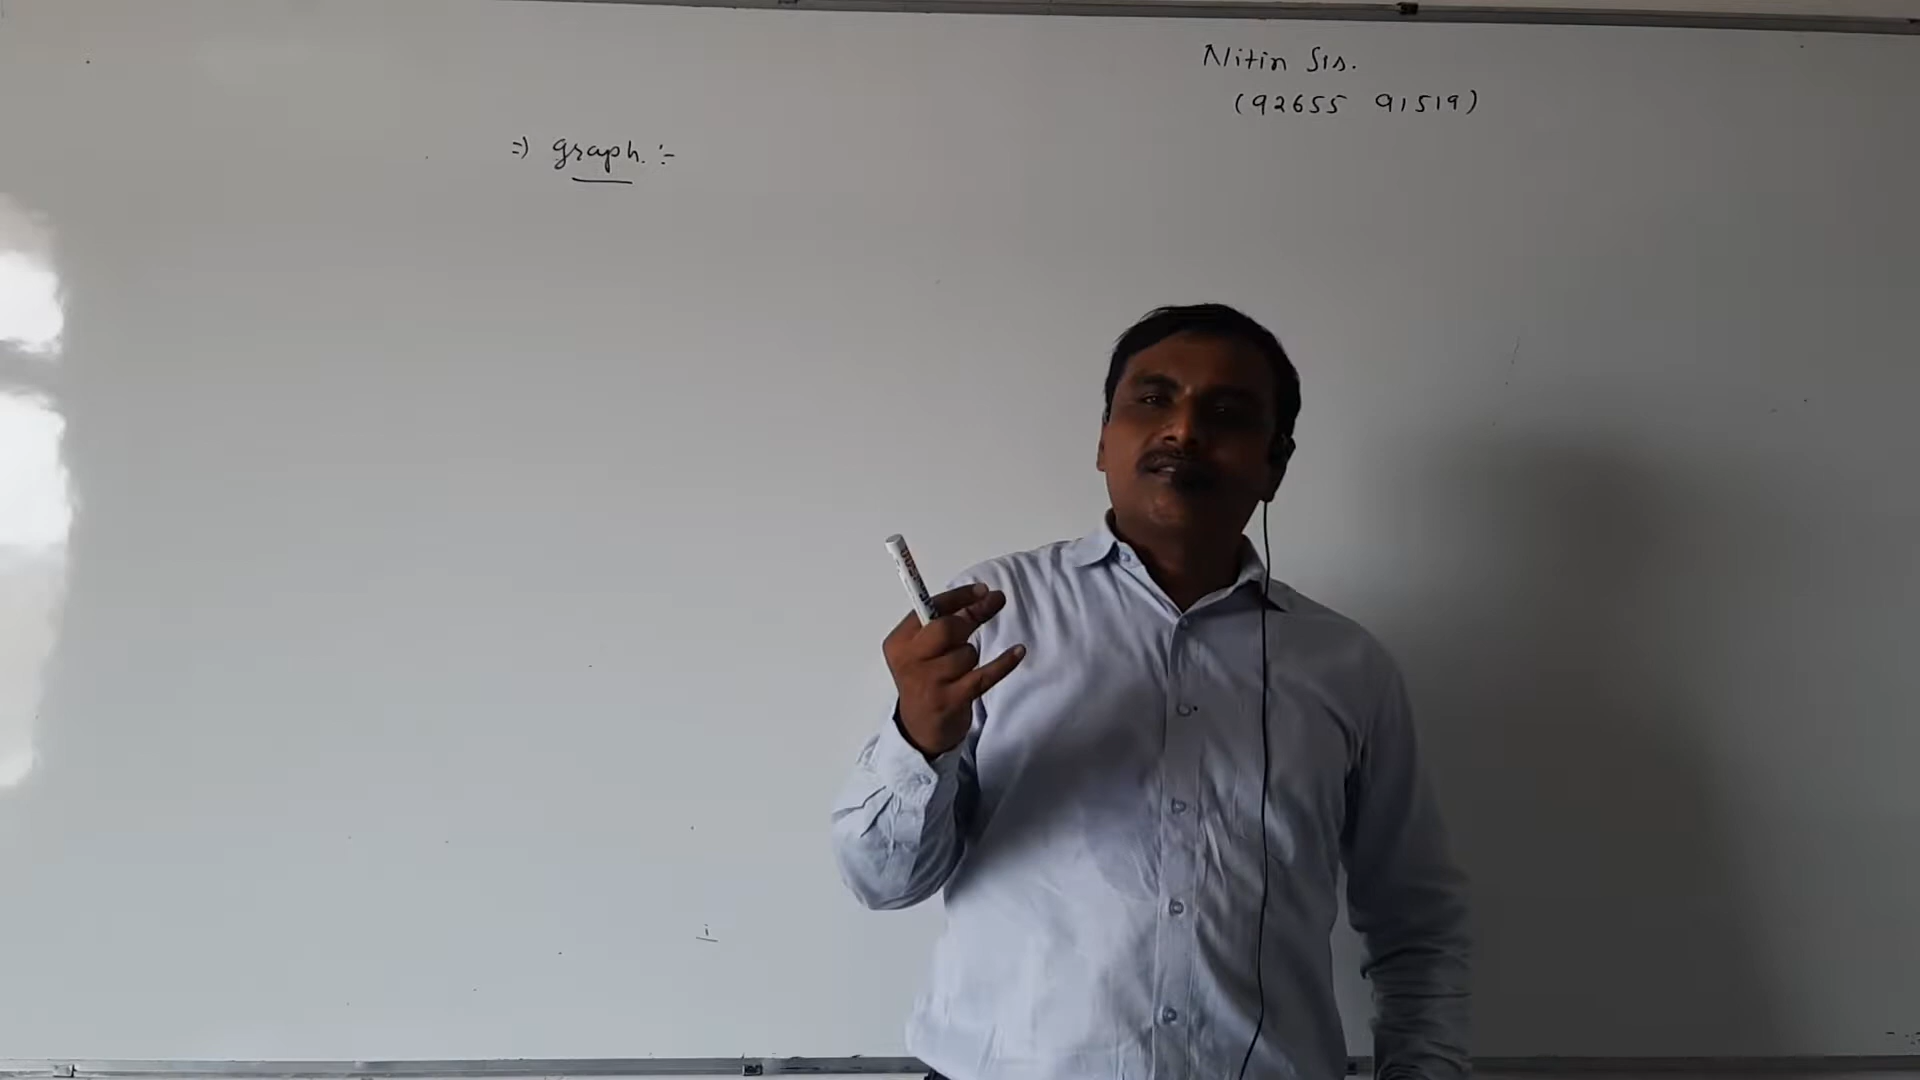 Nitin Sir.
(92655 91519)
=) graph. :-